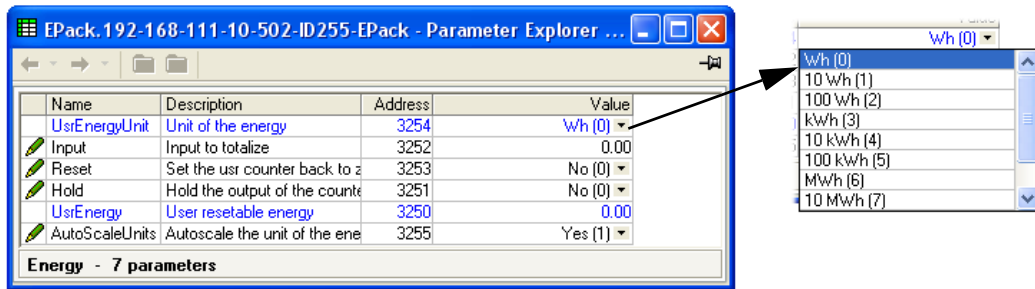 EPack.192-168-111-10-502-ID255-EPack - Parameter Explorer ...
Name Description Address Value
UsrEnergyUnit Unit of the energy 3254 Wh (0)
Input Input to totalize 3252 0.00
Reset Set the usr counter back to z 3253 No (0)
Hold Hold the output of the counte 3251 No (0)
UsrEnergy User resetable energy 3250 0.00
AutoScaleUnits Autoscale the unit of the ene 3255 Yes (1)
Energy - 7 parameters
Wh (0)
Wh (0)
10 Wh (1)
100 Wh (2)
kWh (3)
10 kWh (4)
100 kWh (5)
MWh (6)
10 MWh (7)